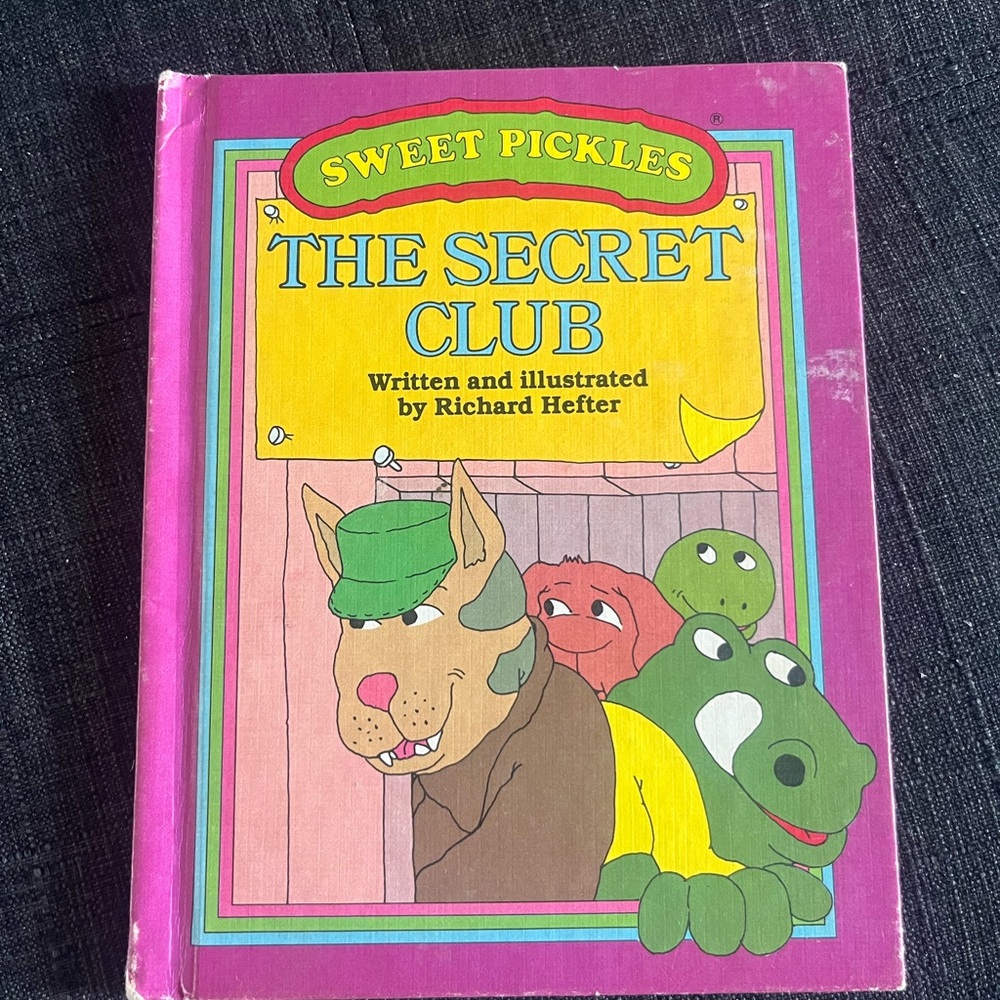 ®
SWEET PICKLES
THE SECRET
CLUB
Written and illustrated
by Richard Hefter